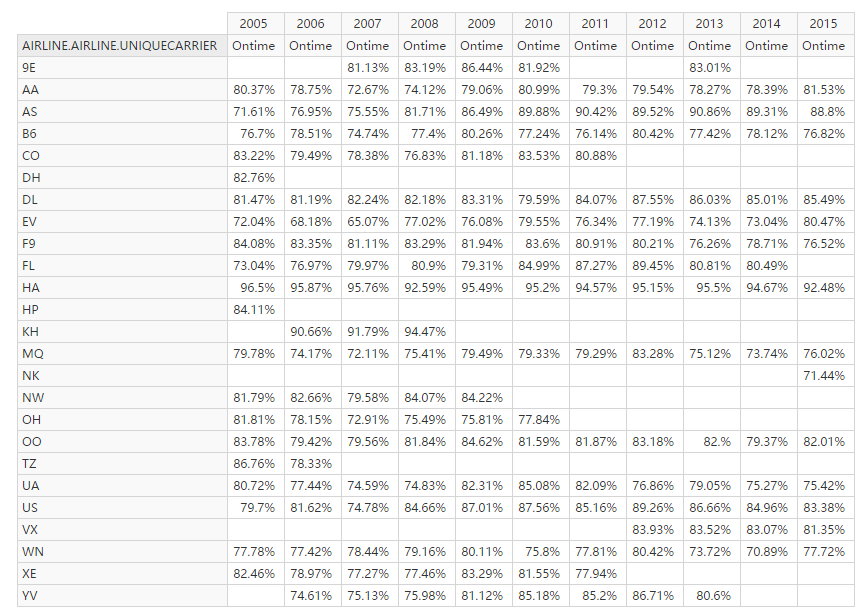 2005 2006 2007 2008 2009 2010 2011 2012 2013 2014 2015
AIRLINE.AIRLINE.UNIQUECARRIER Ontime Ontime Ontime Ontime Ontime Ontime Ontime Ontime Ontime Ontime Ontime
9E 81.13% 83.19% 86.44% 81.92% 83.01%
AA 80.37% 78.75% 72.67% 74.12% 79.06% 80.99% 79.3% 79.54% 78.27% 78.39% 81.53%
AS 71.61% 76.95% 75.55% 81.71% 86.49% 89.88% 90.42% 89.52% 90.86% 89.31% 88.8%
B6 76.7% 78.51% 74.74% 77.4% 80.26% 77.24% 76.14% 80.42% 77.42% 78.12% 76.82%
CO 83.22% 79.49% 78.38% 76.83% 81.18% 83.53% 80.88%
DH 82.76%
DL 81.47% 81.19% 82.24% 82.18% 83.31% 79.59% 84.07% 87.55% 86.03% 85.01% 85.49%
EV 72.04% 68.18% 65.07% 77.02% 76.08% 79.55% 76.34% 77.19% 74.13% 73.04% 80.47%
F9 84.08% 83.35% 81.11% 83.29% 81.94% 83.6% 80.91% 80.21% 76.26% 78.71% 76.52%
FL 73.04% 76.97% 79.97% 80.9% 79.31% 84.99% 87.27% 89.45% 80.81% 80.49%
HA 96.5% 95.87% 95.76% 92.59% 95.49% 95.2% 94.57% 95.15% 95.5% 94.67% 92.48%
HP 84.11%
KH 90.66% 91.79% 94.47%
MQ 79.78% 74.17% 72.11% 75.41% 79.49% 79.33% 79.29% 83.28% 75.12% 73.74% 76.02%
NK 71.44%
NW 81.79% 82.66% 79.58% 84.07% 84.22%
OH 81.81% 78.15% 72.91% 75.49% 75.81% 77.84%
OO 83.78% 79.42% 79.56% 81.84% 84.62% 81.59% 81.87% 83.18% 82.% 79.37% 82.01%
TZ 86.76% 78.33%
UA 80.72% 77.44% 74.59% 74.83% 82.31% 85.08% 82.09% 76.86% 79.05% 75.27% 75.42%
US 79.7% 81.62% 74.78% 84.66% 87.01% 87.56% 85.16% 89.26% 86.66% 84.96% 83.38%
VX 83.93% 83.52% 83.07% 81.35%
WN 77.78% 77.42% 78.44% 79.16% 80.11% 75.8% 77.81% 80.42% 73.72% 70.89% 77.72%
XE 82.46% 78.97% 77.27% 77.46% 83.29% 81.55% 77.94%
YV 74.61% 75.13% 75.98% 81.12% 85.18% 85.2% 86.71% 80.6%